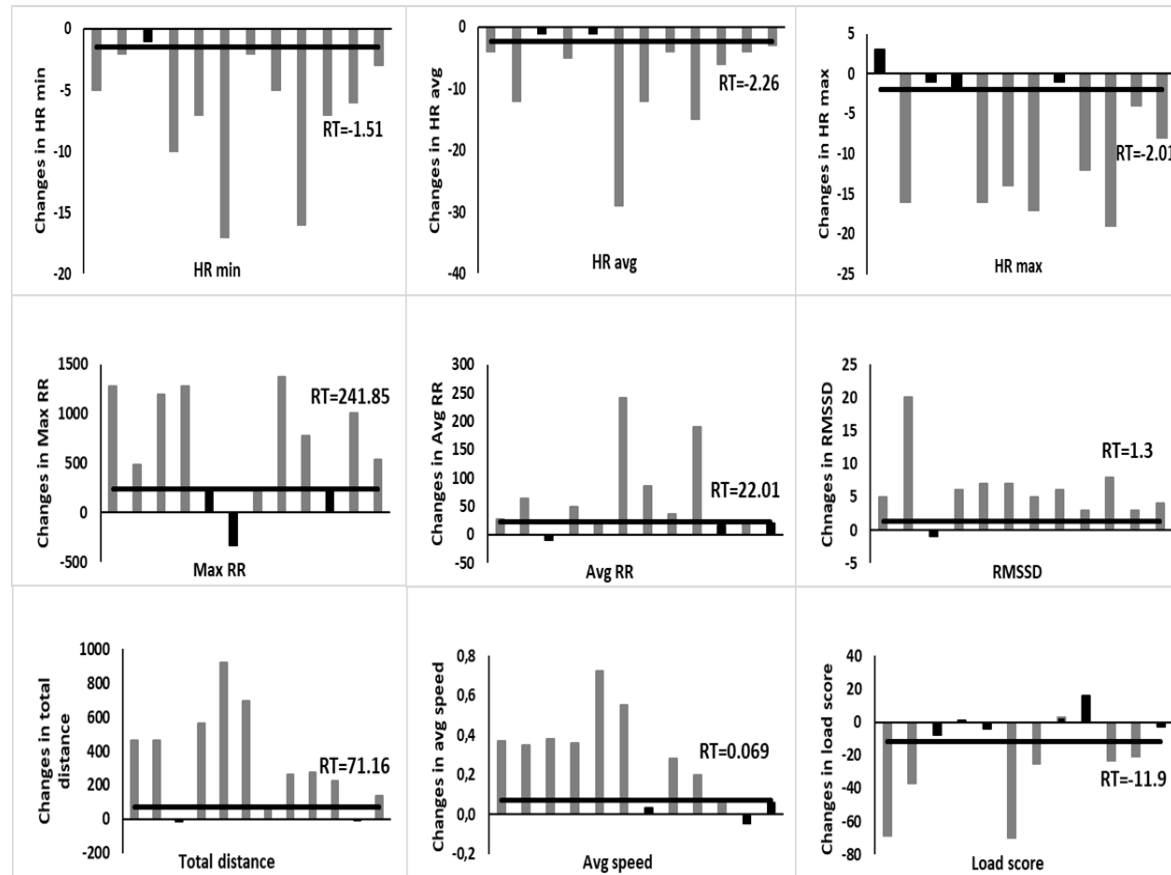 Changes in HR min
0
-5
-10
-15
-20
RT=-1.51
HR min
Changes in HR avg
0
-10
-20
-30
-40
RT=-2.26
HR avg
Changes in HR max
5
0
-5
-10
-15
-20
-25
RT=-2.01
HR max
Changes in Max RR
1500
1000
500
0
-500
RT=241.85
Max RR
Changes in Avg RR
300
250
200
150
100
50
0
-50
RT=22.01
Avg RR
Chnages in RMSSD
25
20
15
10
5
0
-5
RT=1.3
RMSSD
Changes in total
distance
1000
800
600
400
200
0
-200
RT=71.16
Total distance
Changes in avg speed
0,8
0,6
0,4
0,2
0,0
-0,2
RT=0.069
Avg speed
Changes in load score
40
20
0
-20
-40
-60
-80
RT=-11.9
Load score